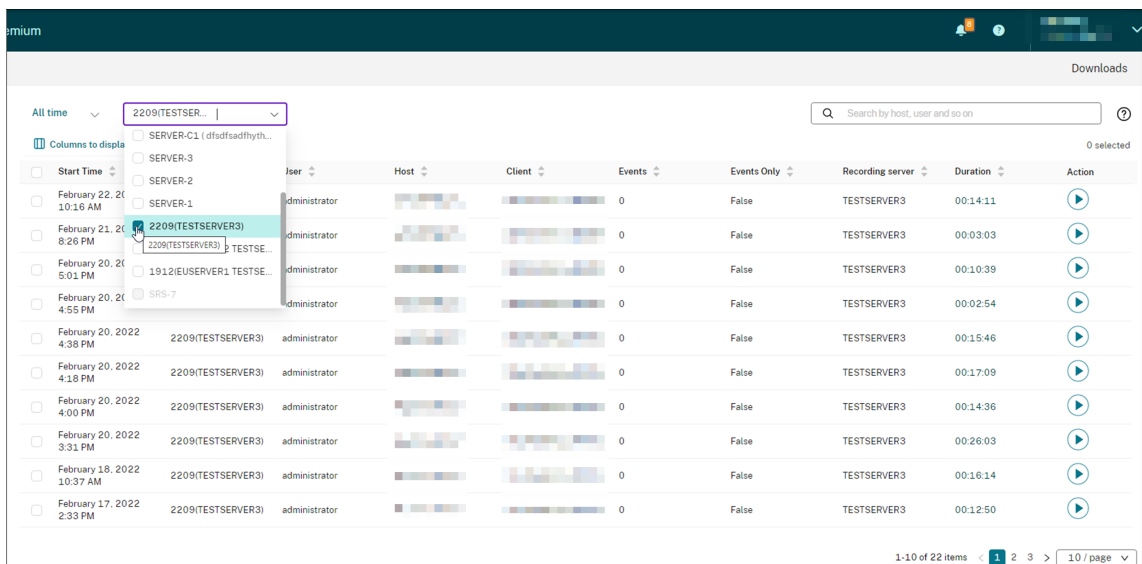 emium
8
?
Downloads
All time
2209(TESTSER...
Search by host, user and so on
?
Columns to displa
0 selected
SERVER-C1 ( dfsdfsadfhyth...
SERVER-3
SERVER-2
SERVER-1
2209(TESTSERVER3)
2209(TESTSERVER3)
2 TESTSE...
1912(EUSERVER1 TESTSE...
SRS-7
Start Time User Host Client Events Events Only Recording server Duration Action
February 22, 20
10:16 AM dministrator 0 False TESTSERVER3 00:14:11
February 21, 20
8:26 PM dministrator 0 False TESTSERVER3 00:03:03
February 20, 20
5:01 PM dministrator 0 False TESTSERVER3 00:10:39
February 20, 20
4:55 PM dministrator 0 False TESTSERVER3 00:02:54
February 20, 2022
4:38 PM 2209(TESTSERVER3) administrator 0 False TESTSERVER3 00:15:46
February 20, 2022
4:18 PM 2209(TESTSERVER3) administrator 0 False TESTSERVER3 00:17:09
February 20, 2022
4:00 PM 2209(TESTSERVER3) administrator 0 False TESTSERVER3 00:14:36
February 20, 2022
3:31 PM 2209(TESTSERVER3) administrator 0 False TESTSERVER3 00:26:03
February 18, 2022
10:37 AM 2209(TESTSERVER3) administrator 0 False TESTSERVER3 00:16:14
February 17, 2022
2:33 PM 2209(TESTSERVER3) administrator 0 False TESTSERVER3 00:12:50
1-10 of 22 items < 1 2 3 > 10 / page